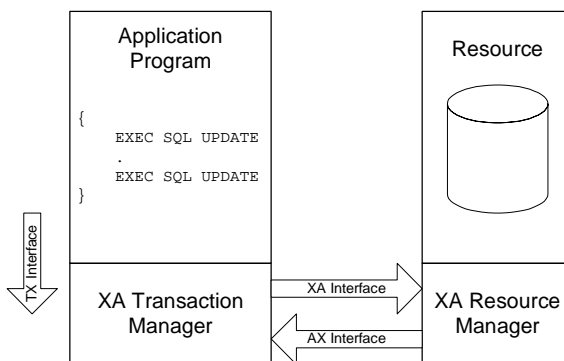 Application
Program
{
EXEC SQL UPDATE
.
EXEC SQL UPDATE
}
Resource
TX Interface
XA Transaction
Manager
XA Interface
AX Interface
XA Resource
Manager